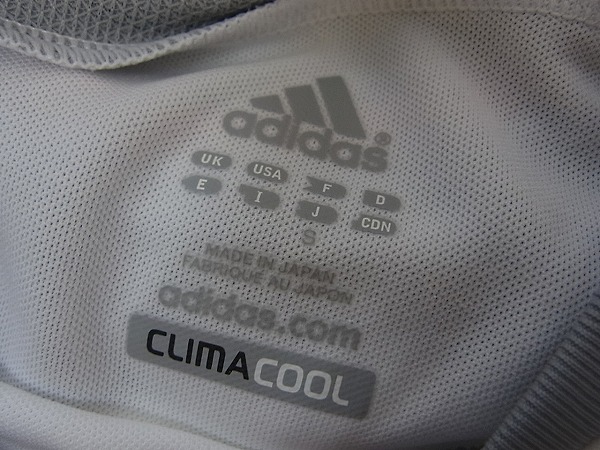 adidas®
UK USA F D
E I J CDN
S
MADE IN JAPAN
FABRIQUE AU JAPON
adidas.com
CLIMACOOL